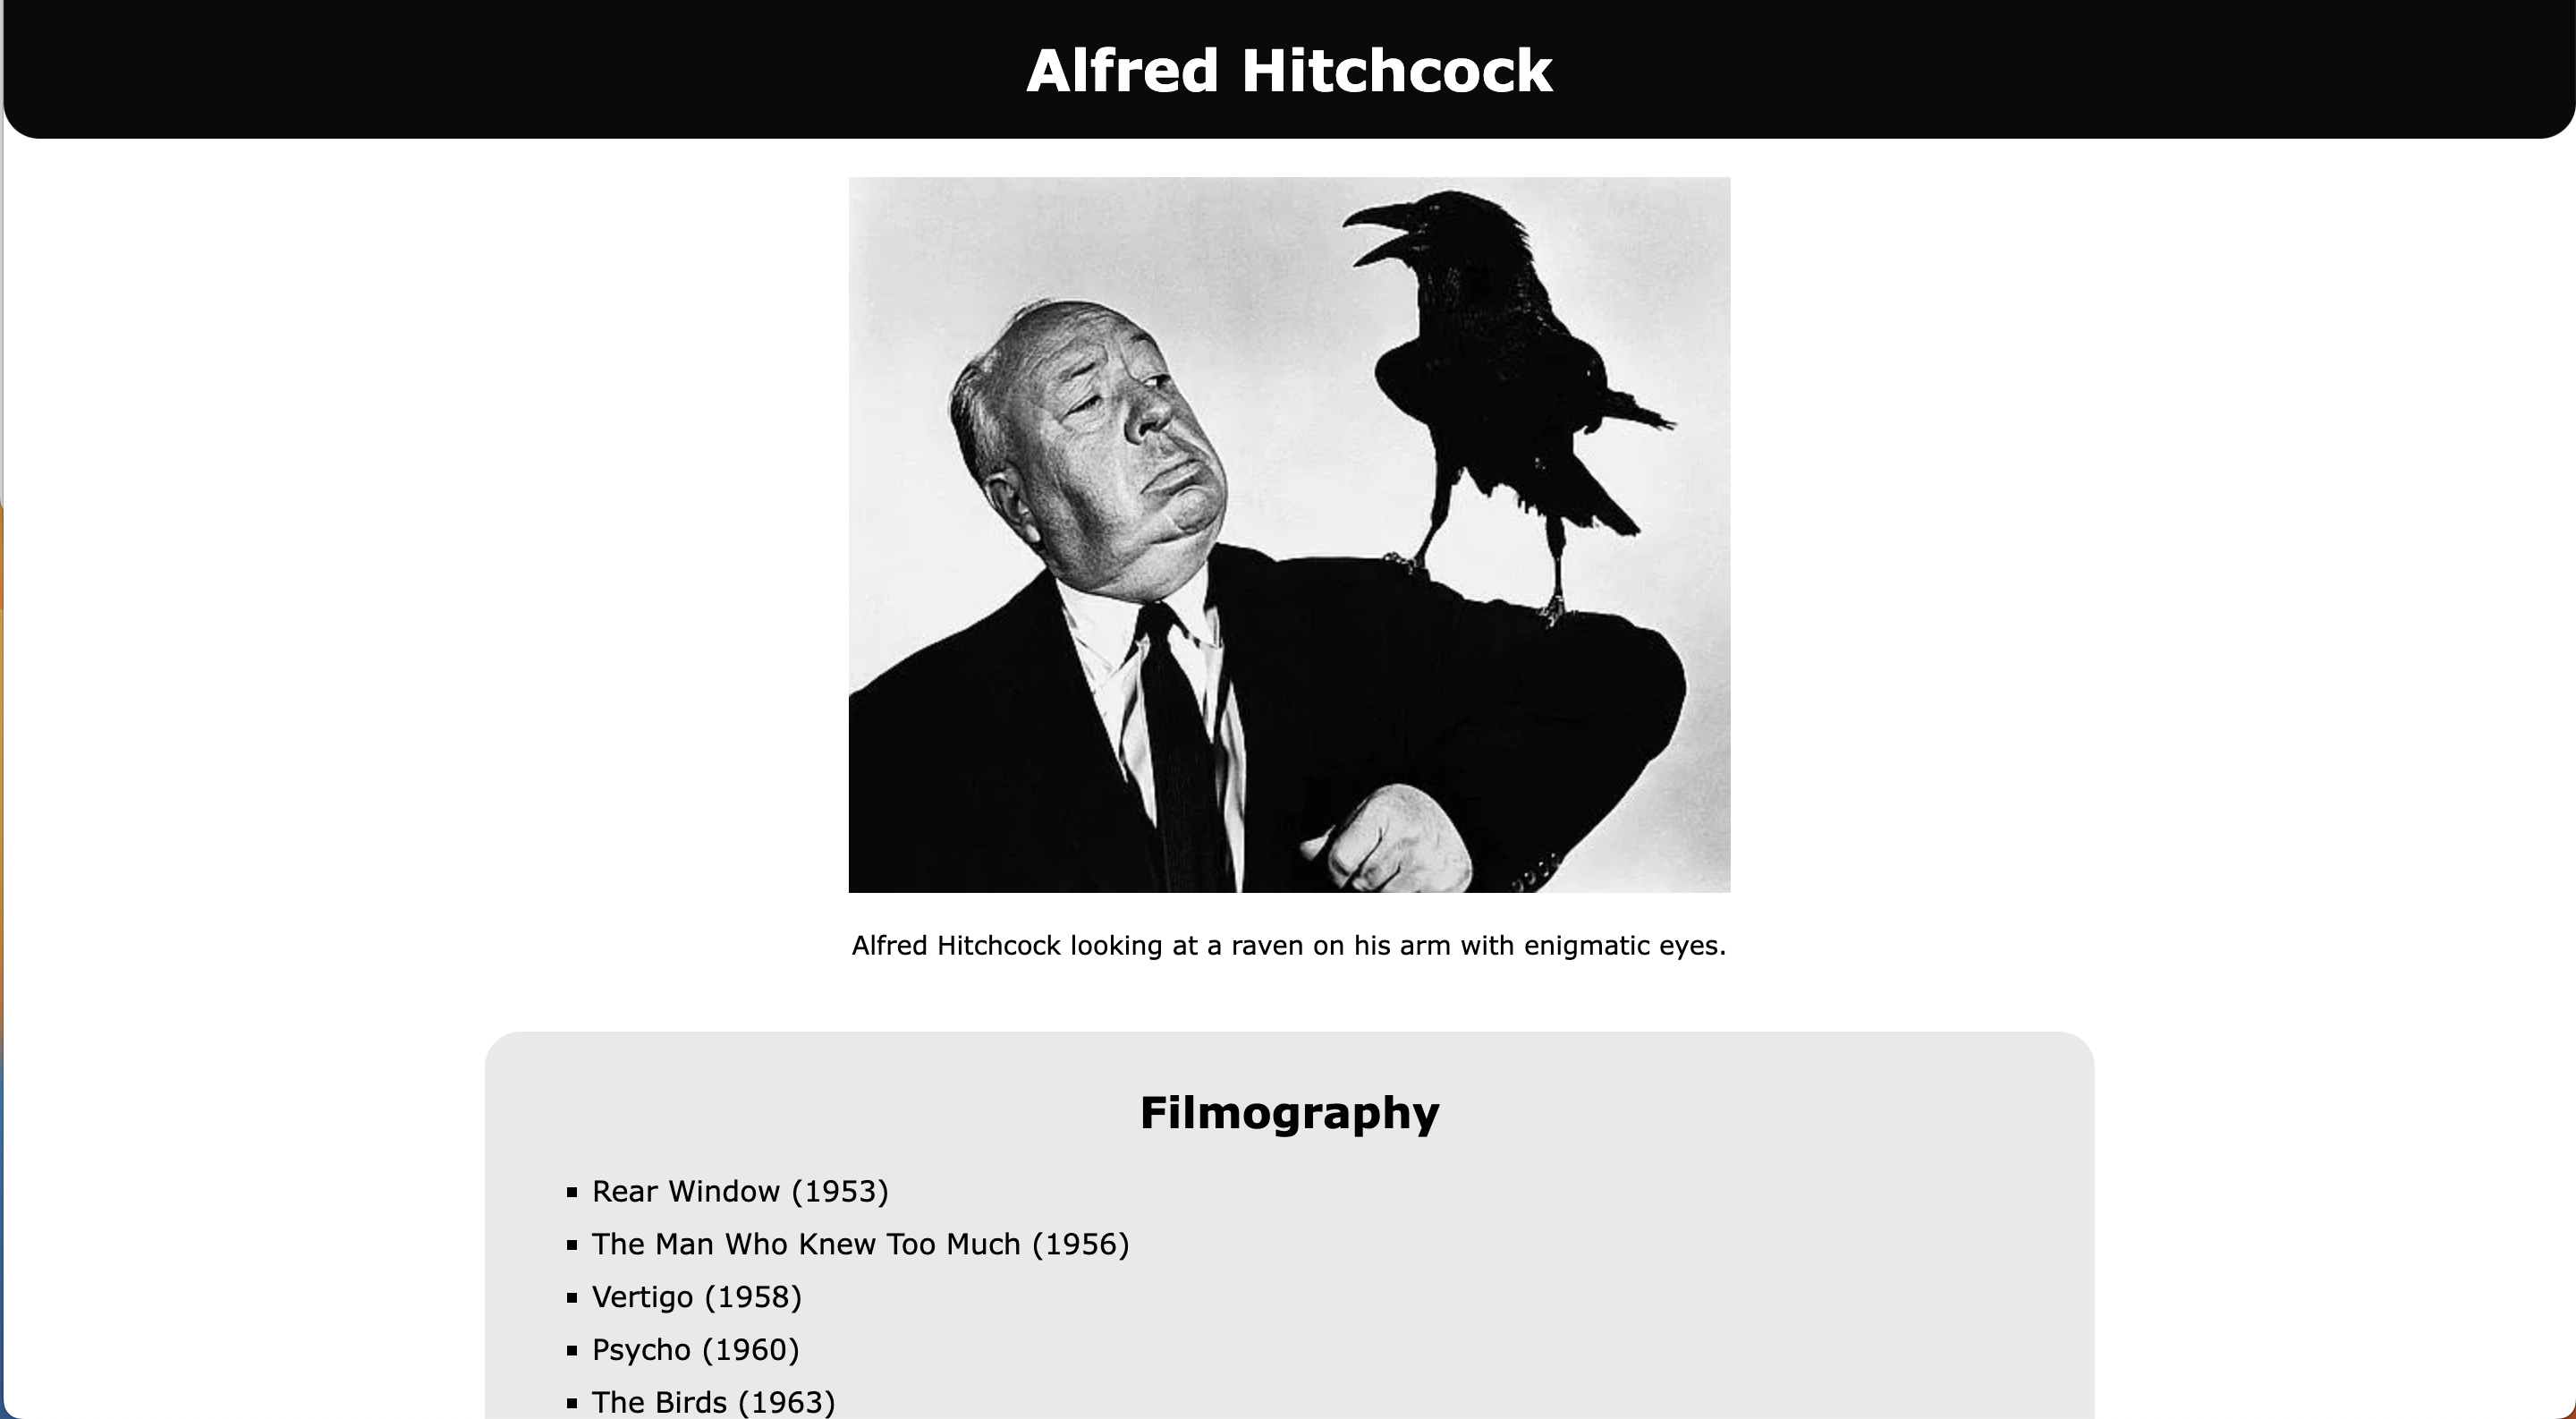 Alfred Hitchcock
Alfred Hitchcock looking at a raven on his arm with enigmatic eyes.
Filmography
Rear Window (1953)
The Man Who Knew Too Much (1956)
Vertigo (1958)
Psycho (1960)
The Birds (1963)